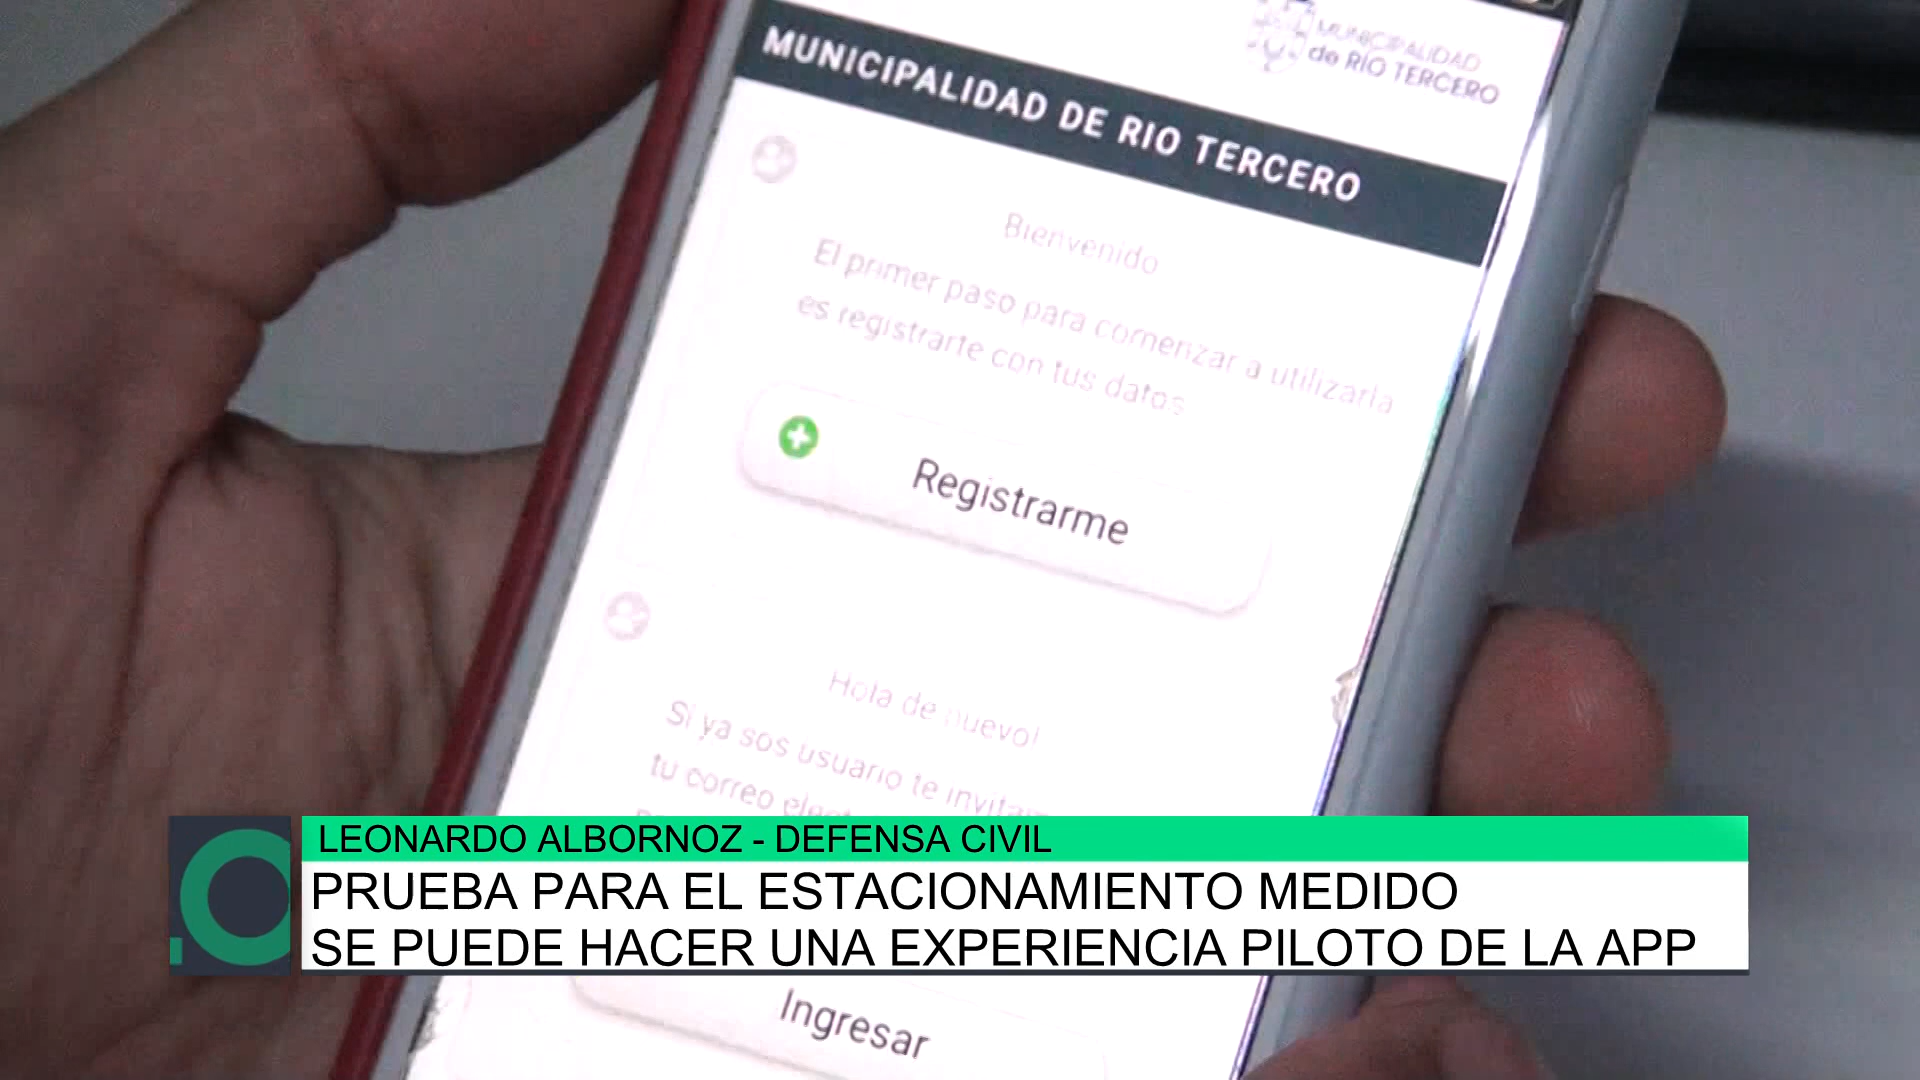 MUNICIPALIDAD
de RÍO TERCERO
MUNICIPALIDAD DE RIO TERCERO
Bienvenido
El primer paso para comenzar a utilizarla
es registrarte con tus datos
Registrarme
Hola de nuevo!
Si ya sos usuario te
tu correo
LEONARDO ALBORNOZ - DEFENSA CIVIL
PRUEBA PARA EL ESTACIONAMIENTO MEDIDO
SE PUEDE HACER UNA EXPERIENCIA PILOTO DE LA APP
Ingresar